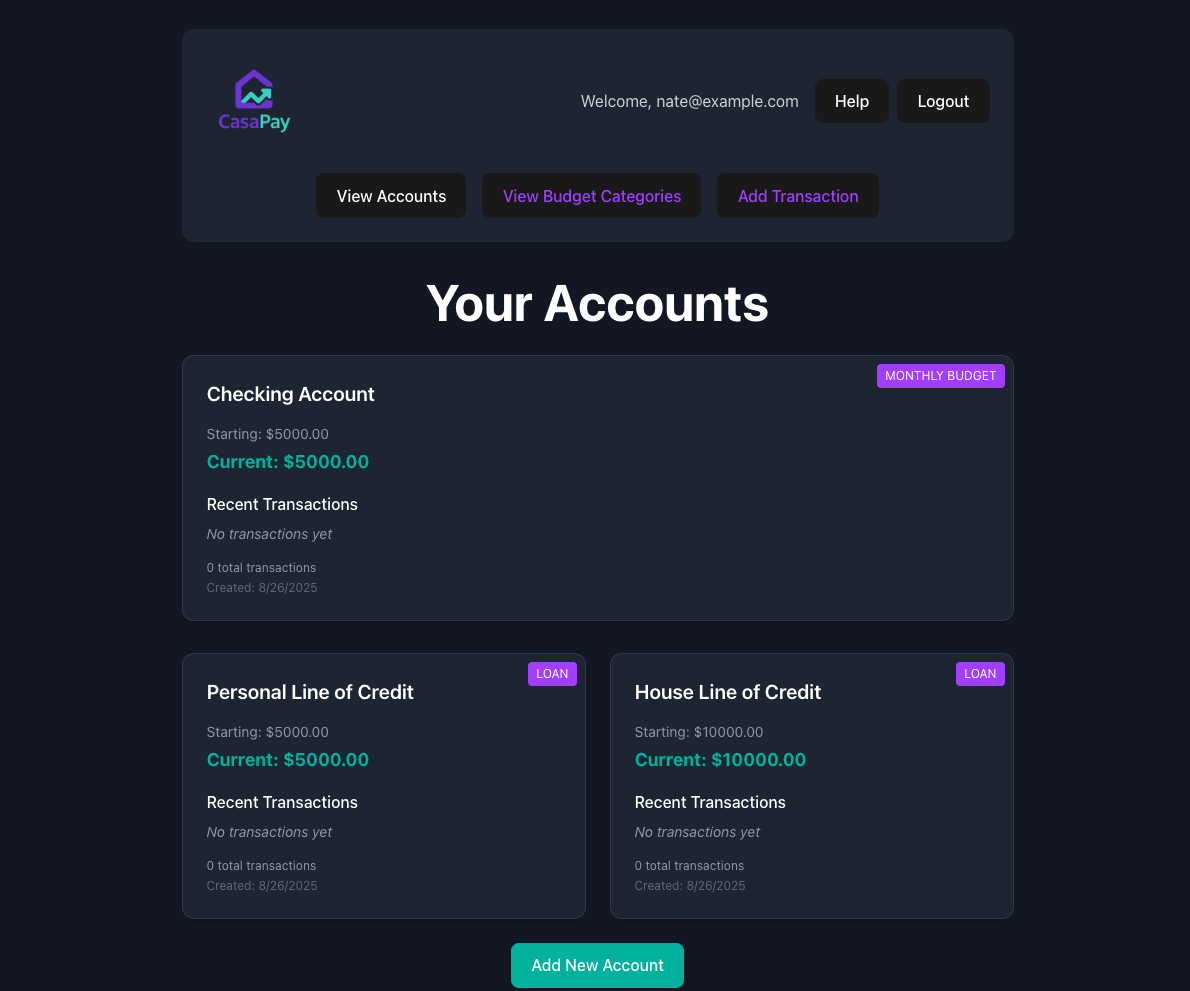 CasaPay
Welcome, nate@example.com
Help
Logout
View Accounts
View Budget Categories
Add Transaction
Your Accounts
MONTHLY BUDGET
Checking Account
Starting: $5000.00
Current: $5000.00
Recent Transactions
No transactions yet
0 total transactions
Created: 8/26/2025
LOAN
Personal Line of Credit
Starting: $5000.00
Current: $5000.00
Recent Transactions
No transactions yet
0 total transactions
Created: 8/26/2025
LOAN
House Line of Credit
Starting: $10000.00
Current: $10000.00
Recent Transactions
No transactions yet
0 total transactions
Created: 8/26/2025
Add New Account